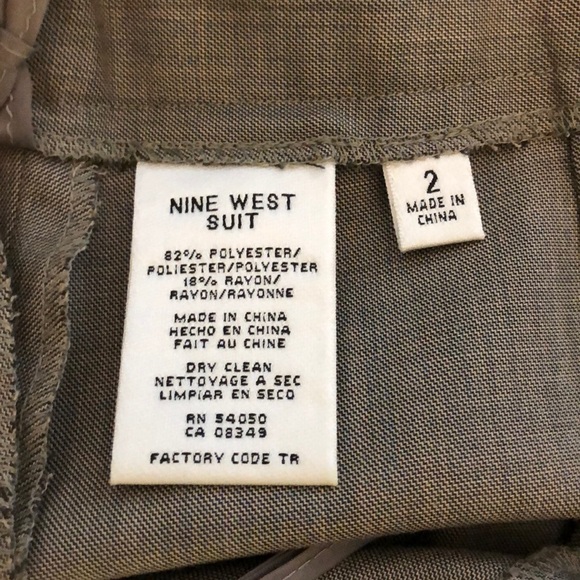 NINE WEST
SUIT
82% POLYESTER/
POLIESTER/POLYESTER
18% RAYON/
RAYON/RAYONNE
MADE IN CHINA
HECHO EN CHINA
FAIT AU CHINE
DRY CLEAN
NETTOYAGE A SEC
LIMPIAR EN SECO
RN 54050
CA 08349
FACTORY CODE TR
2
MADE IN
CHINA